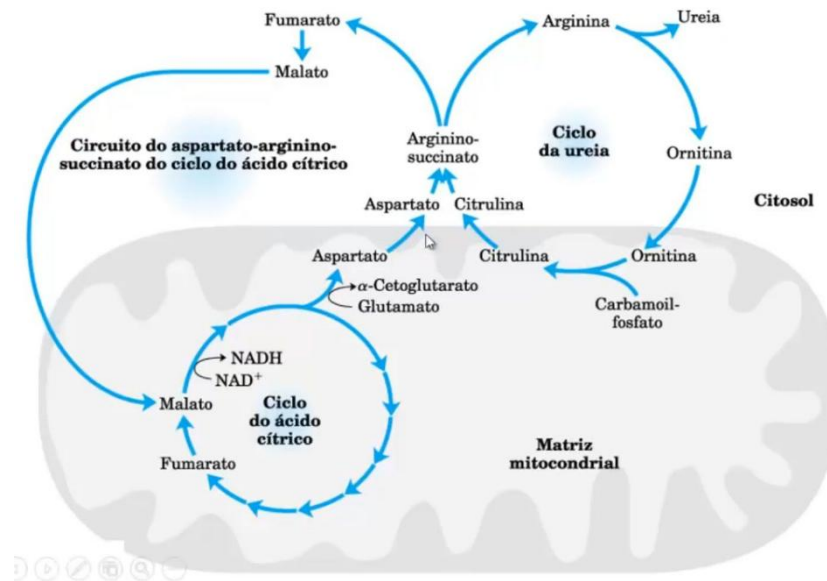 Fumarato
Arginina
Ureia
Malato
Circuito do aspartato-arginino-
succinato do ciclo do ácido cítrico
Arginino-
succinato
Ciclo
da ureia
Ornitina
Aspartato
Citrulina
Citosol
Aspartato
Citrulina
Ornitina
α-Cetoglutarato
Glutamato
Carbamoil-
fosfato
NADH
NAD⁺
Malato
Ciclo
do ácido
cítrico
Fumarato
Matriz
mitocondrial